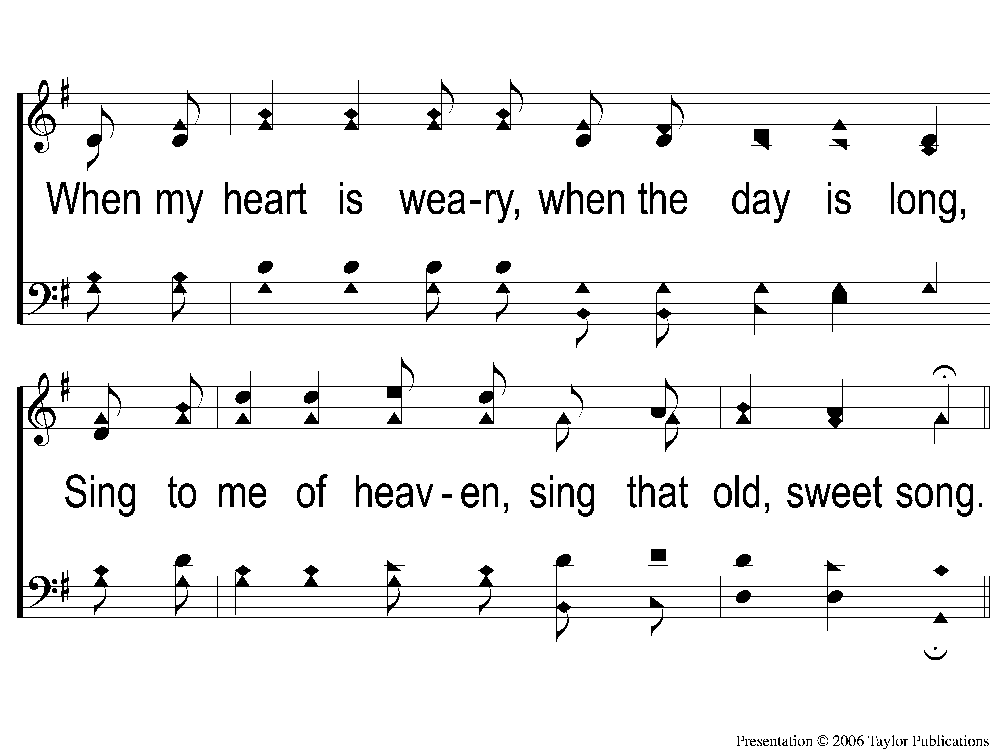 When my heart is wea-ry, when the day is long,
Sing to me of heav-en, sing that old, sweet song.
Presentation © 2006 Taylor Publications